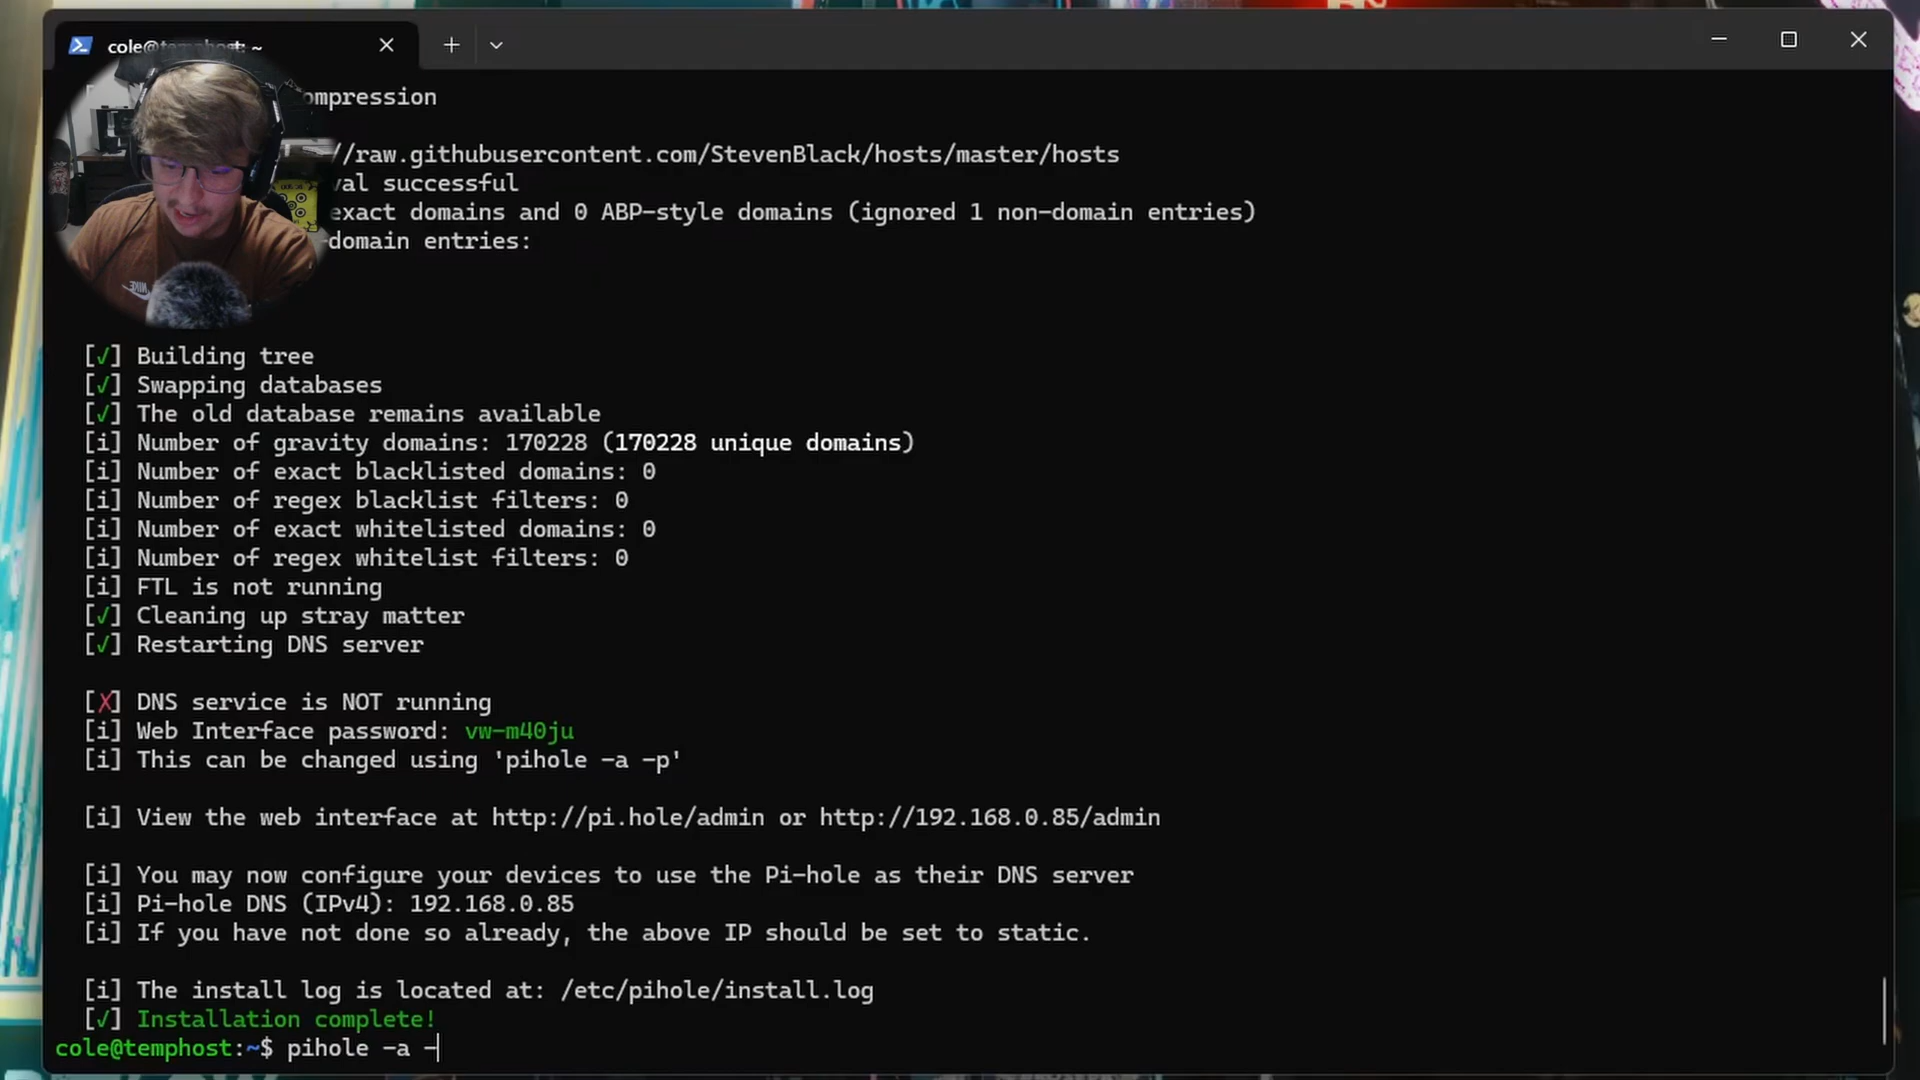 cole@temphost: ~
ompression
//raw.githubusercontent.com/StevenBlack/hosts/master/hosts
val successful
exact domains and 0 ABP-style domains (ignored 1 non-domain entries)
-domain entries:
NIKE
[✓] Building tree
[✓] Swapping databases
[✓] The old database remains available
[i] Number of gravity domains: 170228 (170228 unique domains)
[i] Number of exact blacklisted domains: 0
[i] Number of regex blacklist filters: 0
[i] Number of exact whitelisted domains: 0
[i] Number of regex whitelist filters: 0
[i] FTL is not running
[✓] Cleaning up stray matter
[✓] Restarting DNS server
[✗] DNS service is NOT running
[i] Web Interface password: vw-m40ju
[i] This can be changed using 'pihole -a -p'
[i] View the web interface at http://pi.hole/admin or http://192.168.0.85/admin
[i] You may now configure your devices to use the Pi-hole as their DNS server
[i] Pi-hole DNS (IPv4): 192.168.0.85
[i] If you have not done so already, the above IP should be set to static.
[i] The install log is located at: /etc/pihole/install.log
[✓] Installation complete!
cole@temphost:~$ pihole -a -